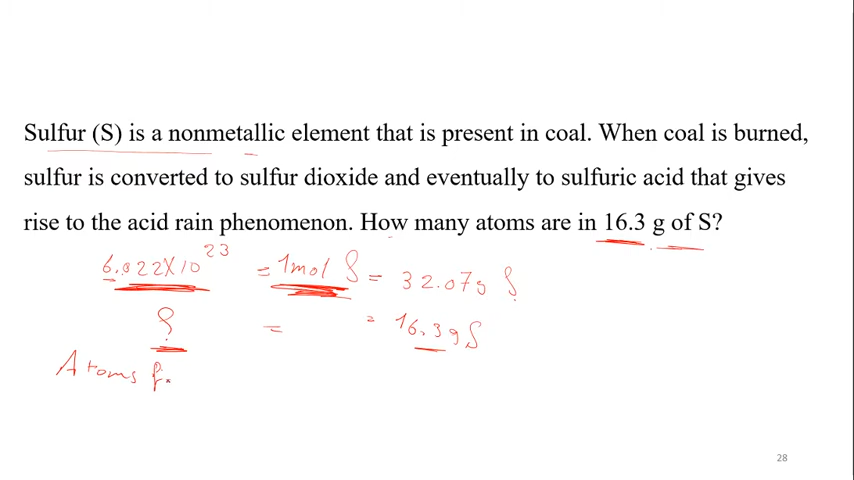 Sulfur (S) is a nonmetallic element that is present in coal. When coal is burned,
sulfur is converted to sulfur dioxide and eventually to sulfuric acid that gives
rise to the acid rain phenomenon. How many atoms are in 16.3 g of S?
6.022X10²³ = 1mol S = 32.07g S
? = = 16.3g S
Atoms
28